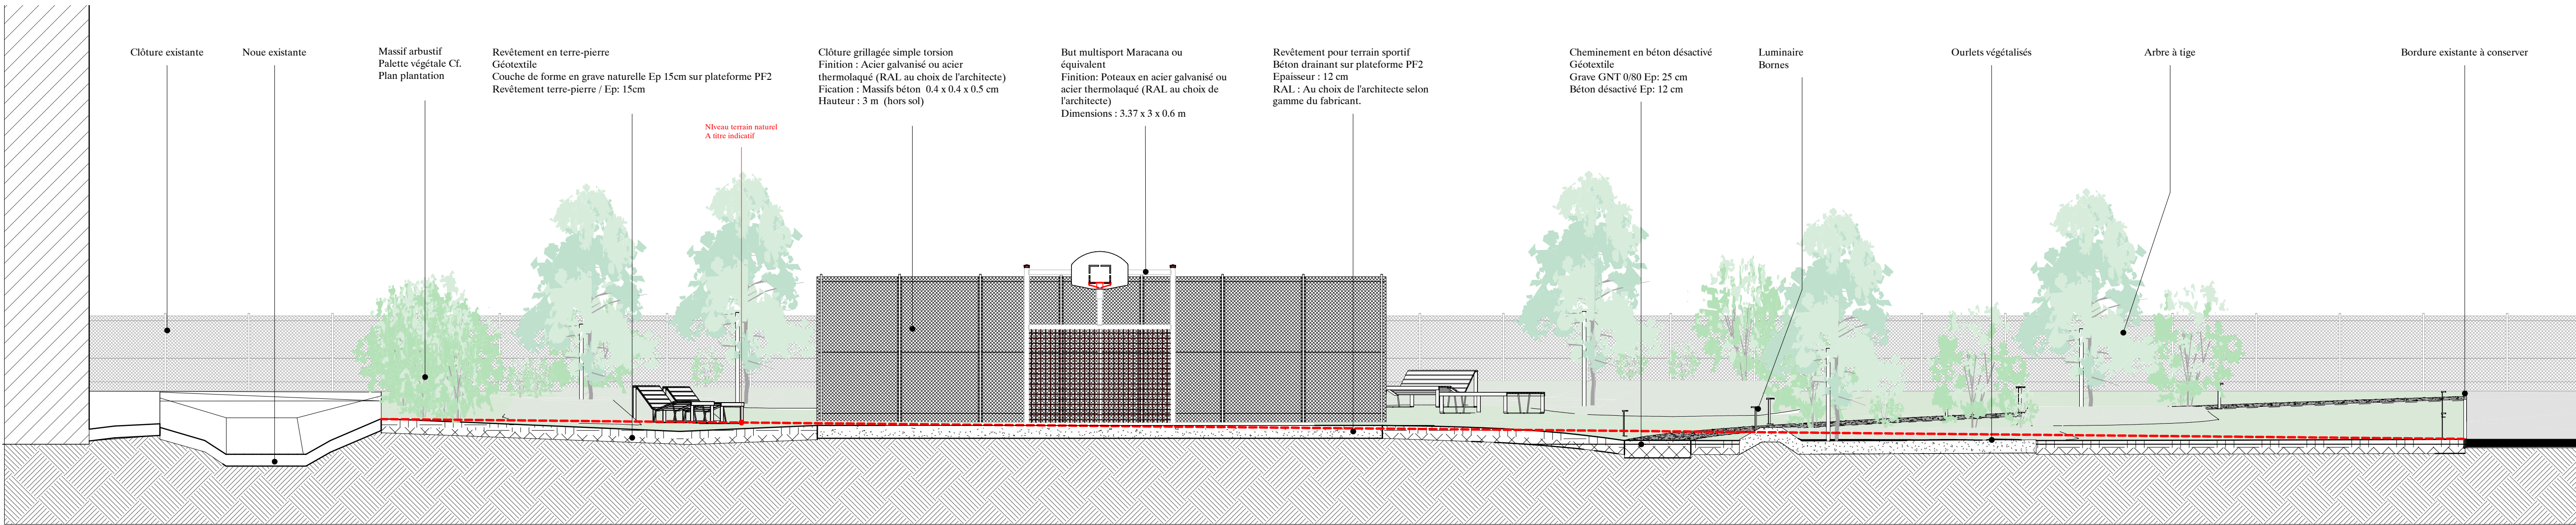 Clôture existante
Noue existante
Massif arbustif
Palette végétale Cf.
Plan plantation
Revêtement en terre-pierre
Géotextile
Couche de forme en grave naturelle Ep 15cm sur plateforme PF2
Revêtement terre-pierre / Ep: 15cm
NIveau terrain naturel
A titre indicatif
Clôture grillagée simple torsion
Finition : Acier galvanisé ou acier
thermolaqué (RAL au choix de l'architecte)
Fication : Massifs béton 0.4 x 0.4 x 0.5 cm
Hauteur : 3 m (hors sol)
But multisport Maracana ou
équivalent
Finition: Poteaux en acier galvanisé ou
acier thermolaqué (RAL au choix de
l'architecte)
Dimensions : 3.37 x 3 x 0.6 m
Revêtement pour terrain sportif
Béton drainant sur plateforme PF2
Epaisseur : 12 cm
RAL : Au choix de l'architecte selon
gamme du fabricant.
Cheminement en béton désactivé
Géotextile
Grave GNT 0/80 Ep: 25 cm
Béton désactivé Ep: 12 cm
Luminaire
Bornes
Ourlets végétalisés
Arbre à tige
Bordure existante à conserver